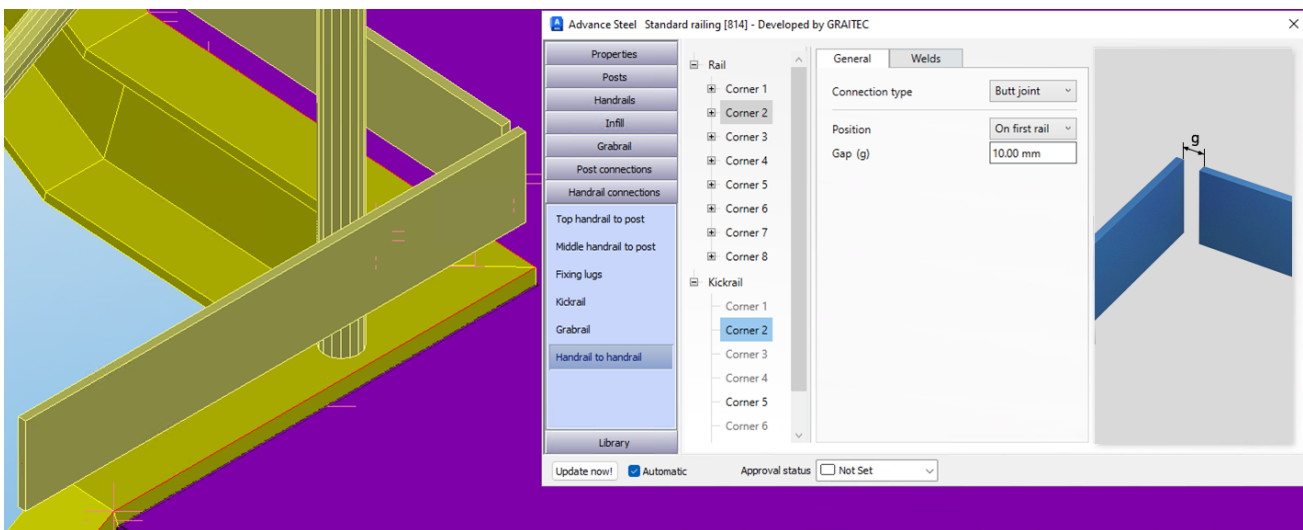 Advance Steel Standard railing [814] - Developed by GRAITEC
Properties
Posts
Handrails
Infill
Grabrail
Post connections
Handrail connections
Top handrail to post
Middle handrail to post
Fixing lugs
Kickrail
Grabrail
Handrail to handrail
Library
Rail
Corner 1
Corner 2
Corner 3
Corner 4
Corner 5
Corner 6
Corner 7
Corner 8
Kickrail
Corner 1
Corner 2
Corner 3
Corner 4
Corner 5
Corner 6
General Welds
Connection type Butt joint
Position On first rail
Gap (g) 10.00 mm
g
Update now! Automatic Approval status Not Set